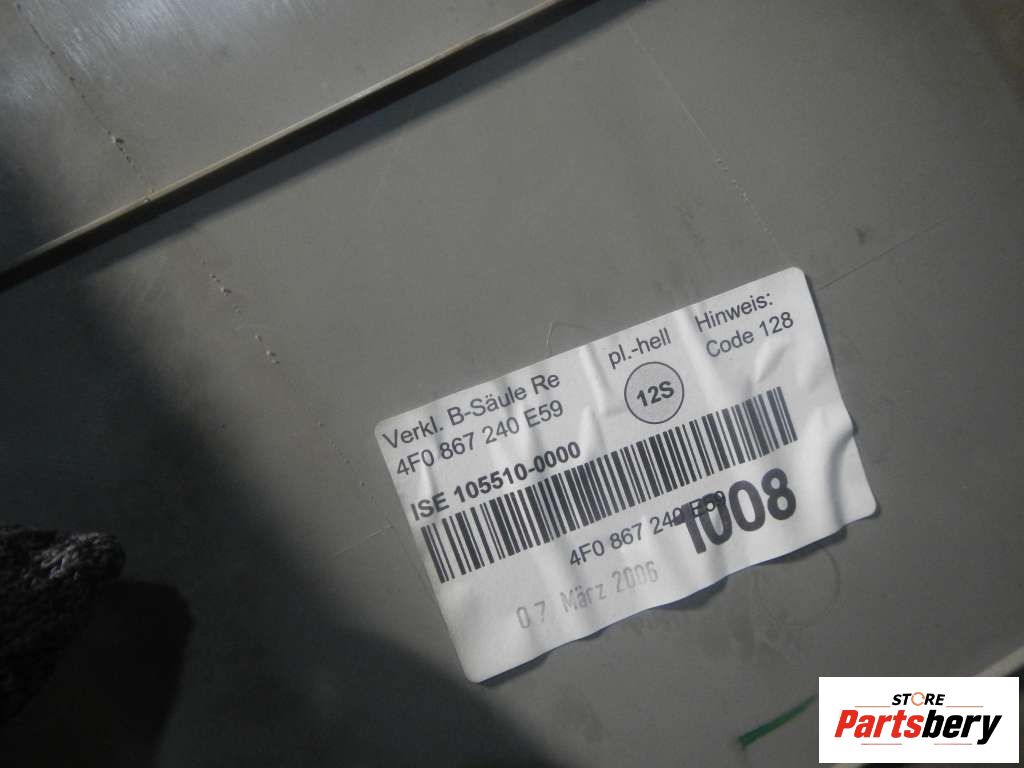 Verkl. B-Säule Re
4F0 867 240 E59
ISE 105510-0000
pl.-hell
12S
Hinweis:
Code 128
4F0 867 240 E59
1008
07. März 2006
STORE
Partsbery